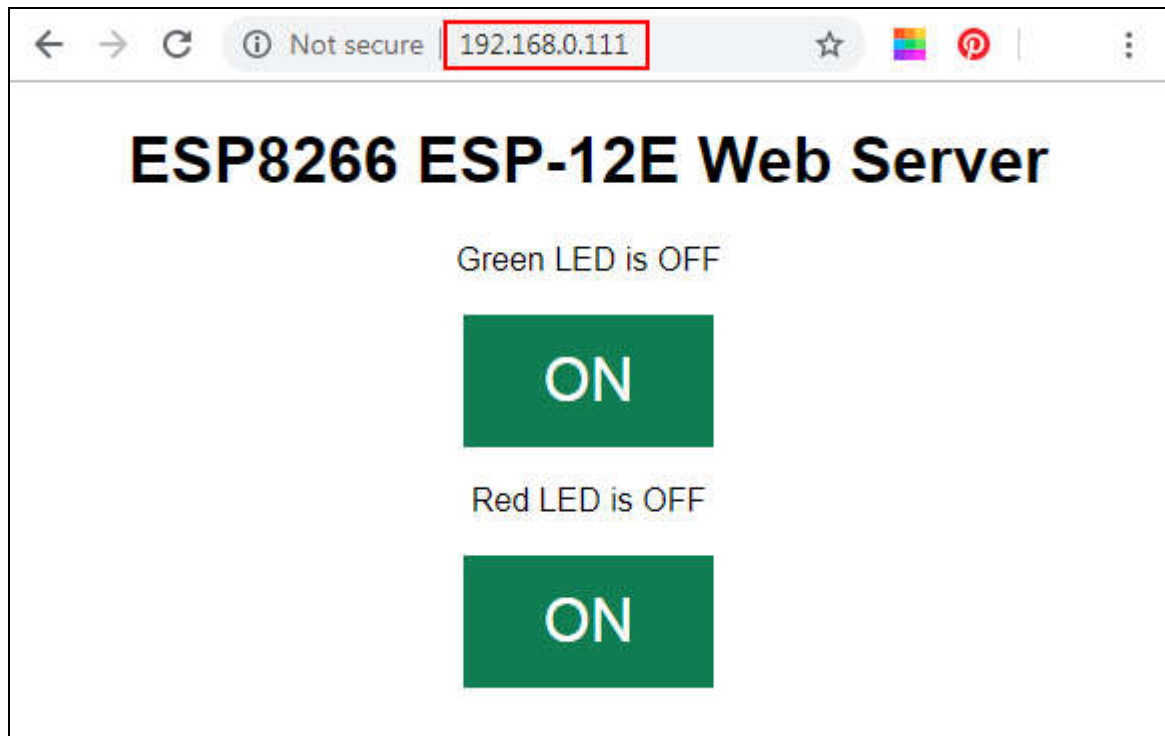 Not secure 192.168.0.111
ESP8266 ESP-12E Web Server
Green LED is OFF
ON
Red LED is OFF
ON